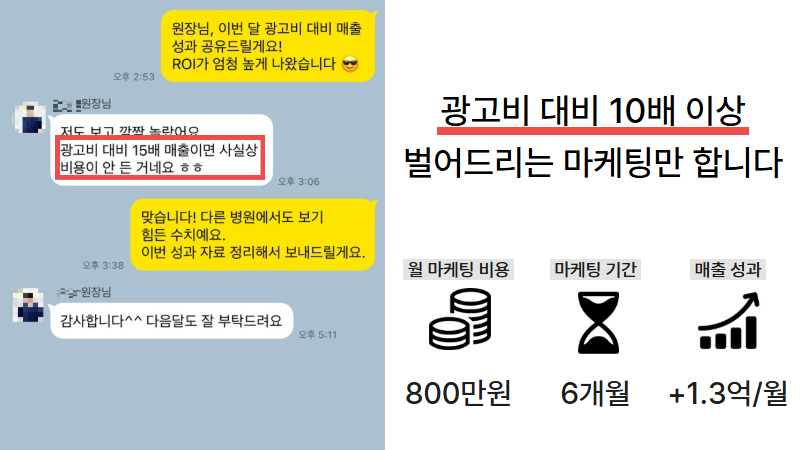 원장님, 이번 달 광고비 대비 매출
성과 공유드릴게요!
ROI가 엄청 높게 나왔습니다 😎
오후 2:53
원장님
저도 보고 깜짝 놀랐어요
광고비 대비 15배 매출이면 사실상
비용이 안 든 거네요 ㅎㅎ
오후 3:06
맞습니다! 다른 병원에서도 보기
힘든 수치예요.
이번 성과 자료 정리해서 보내드릴게요.
오후 3:38
원장님
감사합니다^^ 다음달도 잘 부탁드려요
오후 5:11
광고비 대비 10배 이상
벌어드리는 마케팅만 합니다
월 마케팅 비용
마케팅 기간
매출 성과
800만원
6개월
+1.3억/월